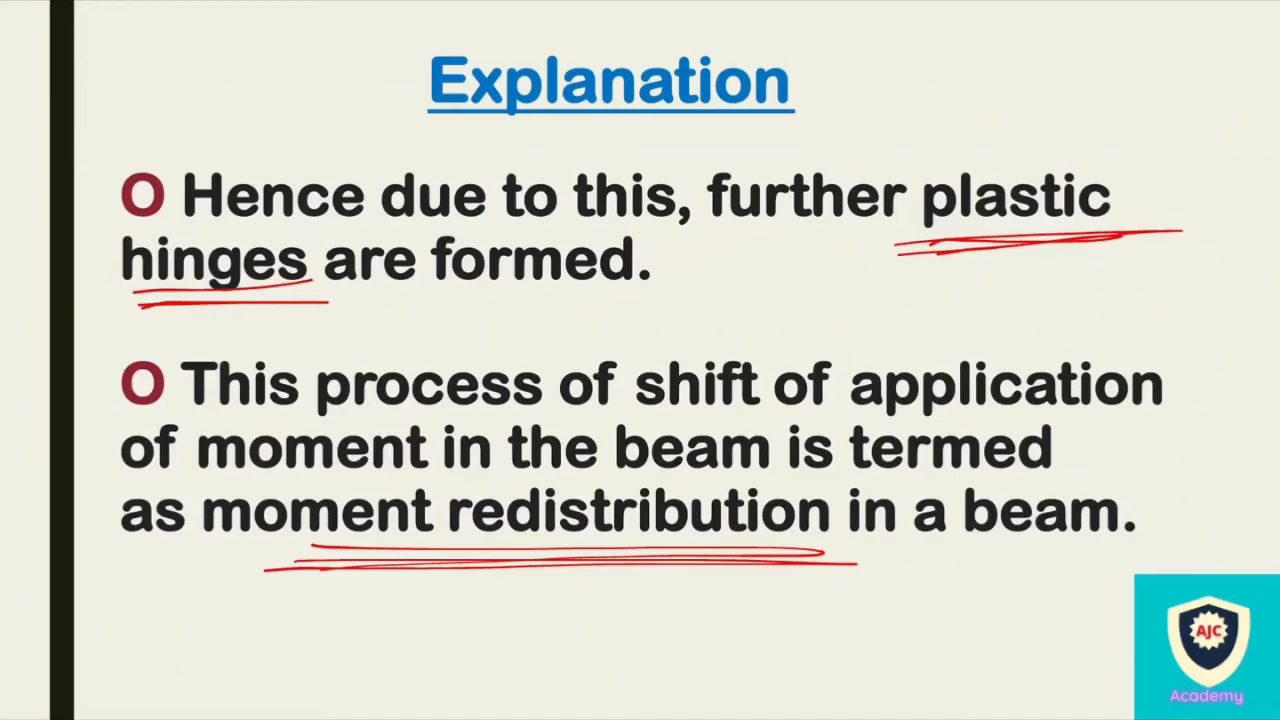 Explanation
O Hence due to this, further plastic
hinges are formed.
O This process of shift of application
of moment in the beam is termed
as moment redistribution in a beam.
AJC
Academy